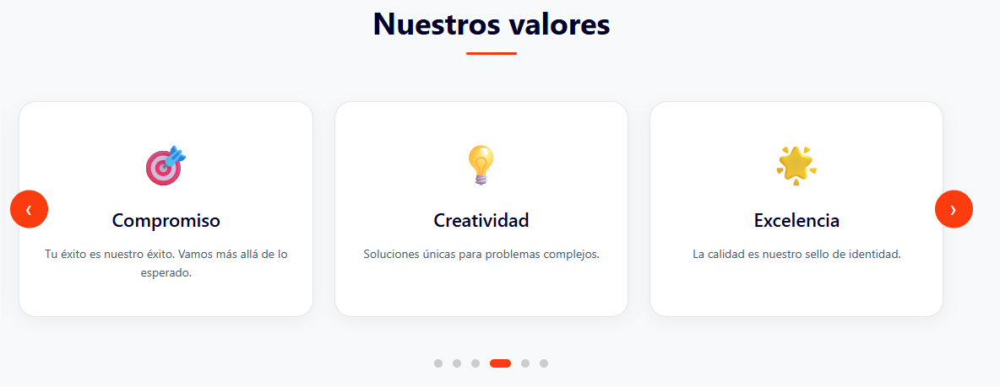 Nuestros valores
Compromiso
Tu éxito es nuestro éxito. Vamos más allá de lo
esperado.
Creatividad
Soluciones únicas para problemas complejos.
Excelencia
La calidad es nuestro sello de identidad.